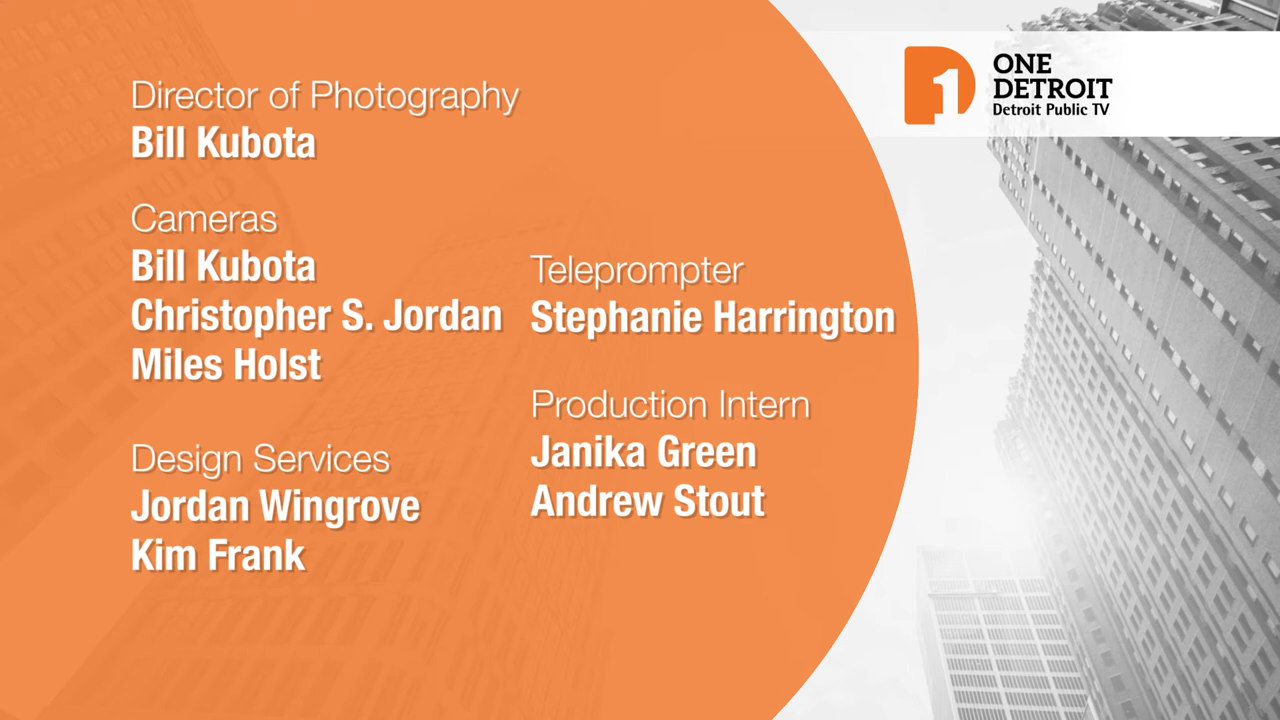 Director of Photography
Bill Kubota
Cameras
Bill Kubota
Christopher S. Jordan
Miles Holst
Design Services
Jordan Wingrove
Kim Frank
Teleprompter
Stephanie Harrington
Production Intern
Janika Green
Andrew Stout
1
ONE
DETROIT
Detroit Public TV